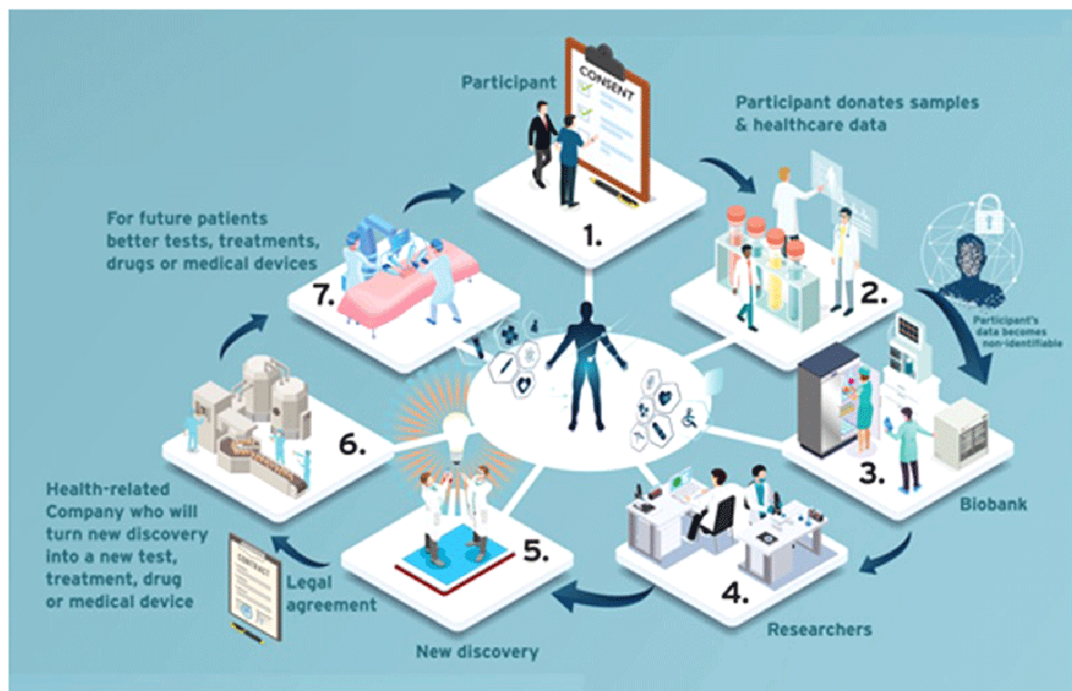 Participant
CONSENT
1.
Participant donates samples
& healthcare data
2.
Participant's
data becomes
non-identifiable
3.
Biobank
4.
Researchers
5.
New discovery
Legal
agreement
CONTRACT
6.
Health-related
Company who will
turn new discovery
into a new test,
treatment, drug
or medical device
7.
For future patients
better tests, treatments,
drugs or medical devices